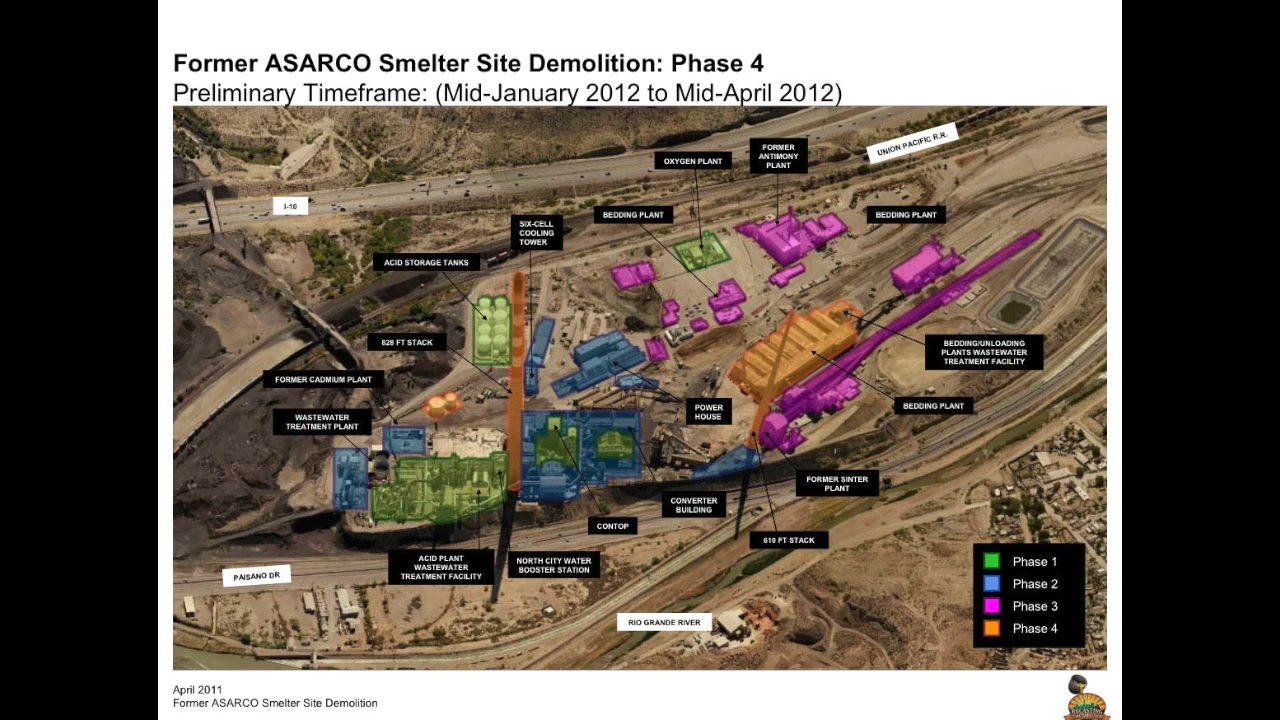 Former ASARCO Smelter Site Demolition: Phase 4
Preliminary Timeframe: (Mid-January 2012 to Mid-April 2012)
UNION PACIFIC R.R.
FORMER
ANTIMONY
PLANT
OXYGEN PLANT
I-10
BEDDING PLANT
BEDDING PLANT
SIX-CELL
COOLING
TOWER
ACID STORAGE TANKS
828 FT STACK
BEDDING/UNLOADING
PLANTS WASTEWATER
TREATMENT FACILITY
FORMER CADMIUM PLANT
BEDDING PLANT
POWER
HOUSE
WASTEWATER
TREATMENT PLANT
FORMER SINTER
PLANT
CONVERTER
BUILDING
CONTOP
619 FT STACK
ACID PLANT
WASTEWATER
TREATMENT FACILITY
NORTH CITY WATER
BOOSTER STATION
PAISANO DR
RIO GRANDE RIVER
Phase 1
Phase 2
Phase 3
Phase 4
April 2011
Former ASARCO Smelter Site Demolition
RECASTING
THE SMELTER